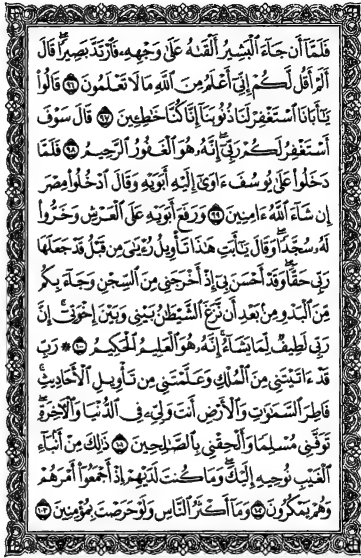 فَلَمَّآ أَن جَآءَ ٱلْبَشِيرُ أَلْقَىٰهُ عَلَىٰ وَجْهِهِۦ فَٱرْتَدَّ بَصِيرًا ۖ قَالَ
أَلَمْ أَقُل لَّكُمْ إِنِّىٓ أَعْلَمُ مِنَ ٱللَّهِ مَا لَا تَعْلَمُونَ ٩٦ قَالُوا۟
يَـٰٓأَبَانَا ٱسْتَغْفِرْ لَنَا ذُنُوبَنَآ إِنَّا كُنَّا خَـٰطِـِٔينَ ٩٧ قَالَ سَوْفَ
أَسْتَغْفِرُ لَكُمْ رَبِّىٓ ۖ إِنَّهُۥ هُوَ ٱلْغَفُورُ ٱلرَّحِيمُ ٩٨ فَلَمَّا
دَخَلُوا۟ عَلَىٰ يُوسُفَ ءَاوَىٰٓ إِلَيْهِ أَبَوَيْهِ وَقَالَ ٱدْخُلُوا۟ مِصْرَ
إِن شَآءَ ٱللَّهُ ءَامِنِينَ ٩٩ وَرَفَعَ أَبَوَيْهِ عَلَى ٱلْعَرْشِ وَخَرُّوا۟
لَهُۥ سُجَّدًا ۖ وَقَالَ يَـٰٓأَبَتِ هَـٰذَا تَأْوِيلُ رُءْيَـٰىَ مِن قَبْلُ قَدْ جَعَلَهَا
رَبِّى حَقًّا ۖ وَقَدْ أَحْسَنَ بِىٓ إِذْ أَخْرَجَنِى مِنَ ٱلسِّجْنِ وَجَآءَ بِكُم
مِّنَ ٱلْبَدْوِ مِنۢ بَعْدِ أَن نَّزَغَ ٱلشَّيْطَـٰنُ بَيْنِى وَبَيْنَ إِخْوَتِىٓ ۚ إِنَّ
رَبِّى لَطِيفٌ لِّمَا يَشَآءُ ۚ إِنَّهُۥ هُوَ ٱلْعَلِيمُ ٱلْحَكِيمُ ١٠٠ ۞ رَبِّ
قَدْ ءَاتَيْتَنِى مِنَ ٱلْمُلْكِ وَعَلَّمْتَنِى مِن تَأْوِيلِ ٱلْأَحَادِيثِ ۚ
فَاطِرَ ٱلسَّمَـٰوَٰتِ وَٱلْأَرْضِ أَنتَ وَلِىِّۦ فِى ٱلدُّنْيَا وَٱلْـَٔاخِرَةِ ۖ
تَوَفَّنِى مُسْلِمًا وَأَلْحِقْنِى بِٱلصَّـٰلِحِينَ ١٠١ ذَٰلِكَ مِنْ أَنۢبَآءِ
ٱلْغَيْبِ نُوحِيهِ إِلَيْكَ ۖ وَمَا كُنتَ لَدَيْهِمْ إِذْ أَجْمَعُوٓا۟ أَمْرَهُمْ
وَهُمْ يَمْكُرُونَ ١٠٢ وَمَآ أَكْثَرُ ٱلنَّاسِ وَلَوْ حَرَصْتَ بِمُؤْمِنِينَ ١٠٣